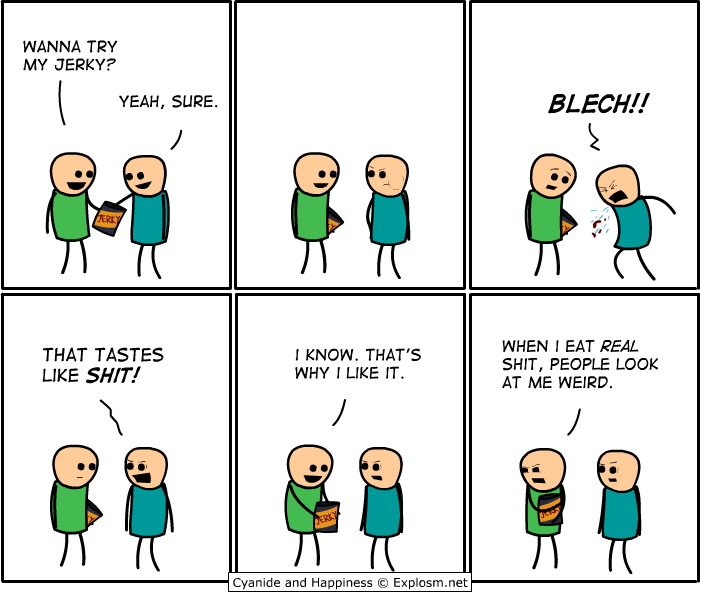 WANNA TRY
MY JERKY?
YEAH, SURE.
JERKY
BLECH!!
THAT TASTES
LIKE SHIT!
I KNOW. THAT'S
WHY I LIKE IT.
JERKY
WHEN I EAT REAL
SHIT, PEOPLE LOOK
AT ME WEIRD.
Cyanide and Happiness © Explosm.net